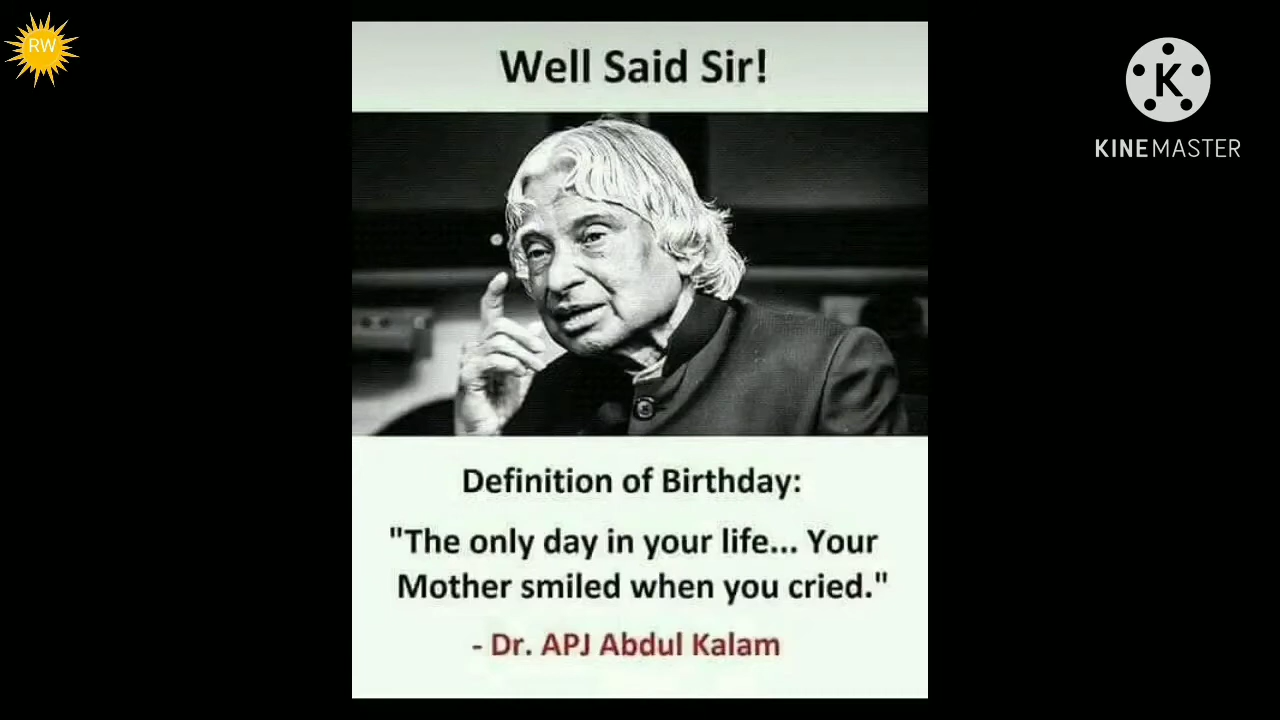 RW
KINEMASTER
Well Said Sir!
Definition of Birthday:
"The only day in your life... Your
Mother smiled when you cried."
- Dr. APJ Abdul Kalam